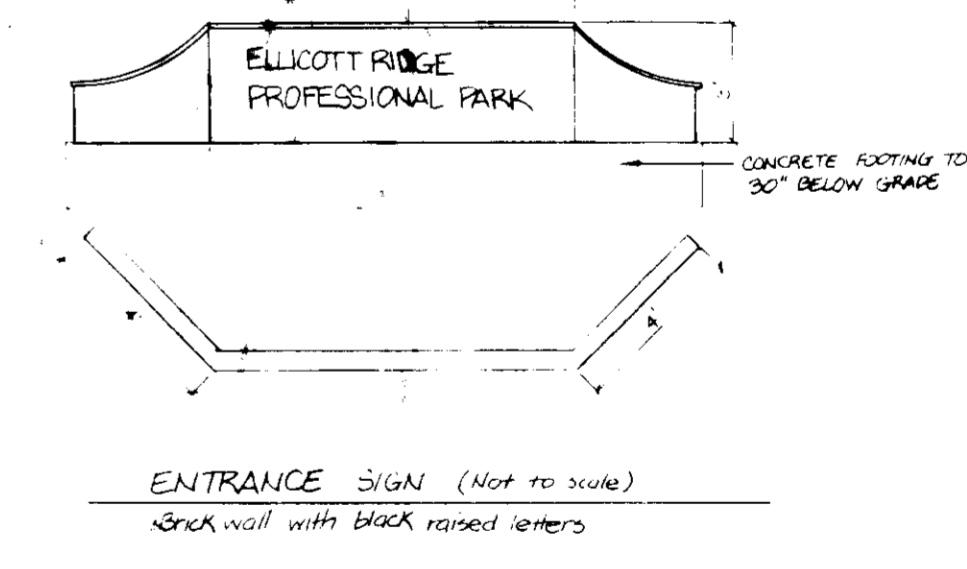 ELLICOTT RIDGE
PROFESSIONAL PARK
CONCRETE FOOTING TO
30" BELOW GRADE
ENTRANCE SIGN (Not to scale)
Brick wall with black raised letters